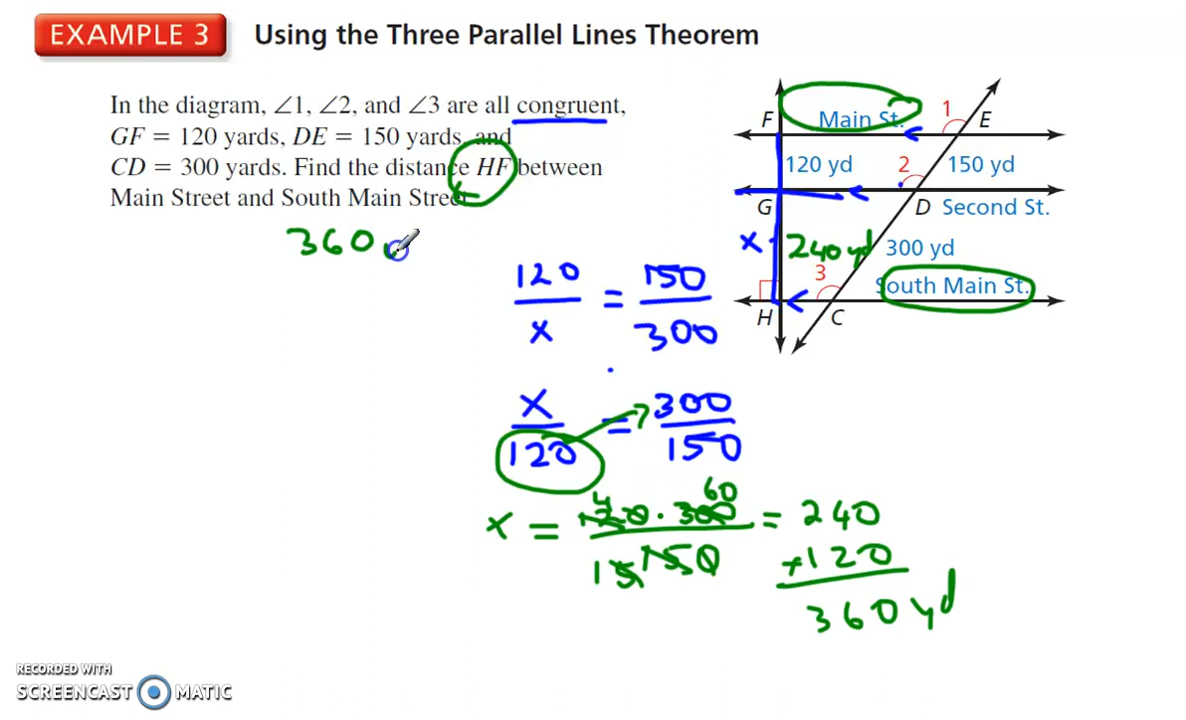 EXAMPLE 3 Using the Three Parallel Lines Theorem
In the diagram, ∠1, ∠2, and ∠3 are all congruent,
GF = 120 yards, DE = 150 yards, and
CD = 300 yards. Find the distance HF between
Main Street and South Main Street.
360 y
F Main St. 1 E
120 yd 2 150 yd
G D Second St.
x 240 yd 300 yd
3 South Main St.
H C
120/x = 150/300
x/120 = 300/150
x = 120 · 300 / 150 = 240
4 60
15
+120
360 yd
RECORDED WITH
SCREENCAST MATIC